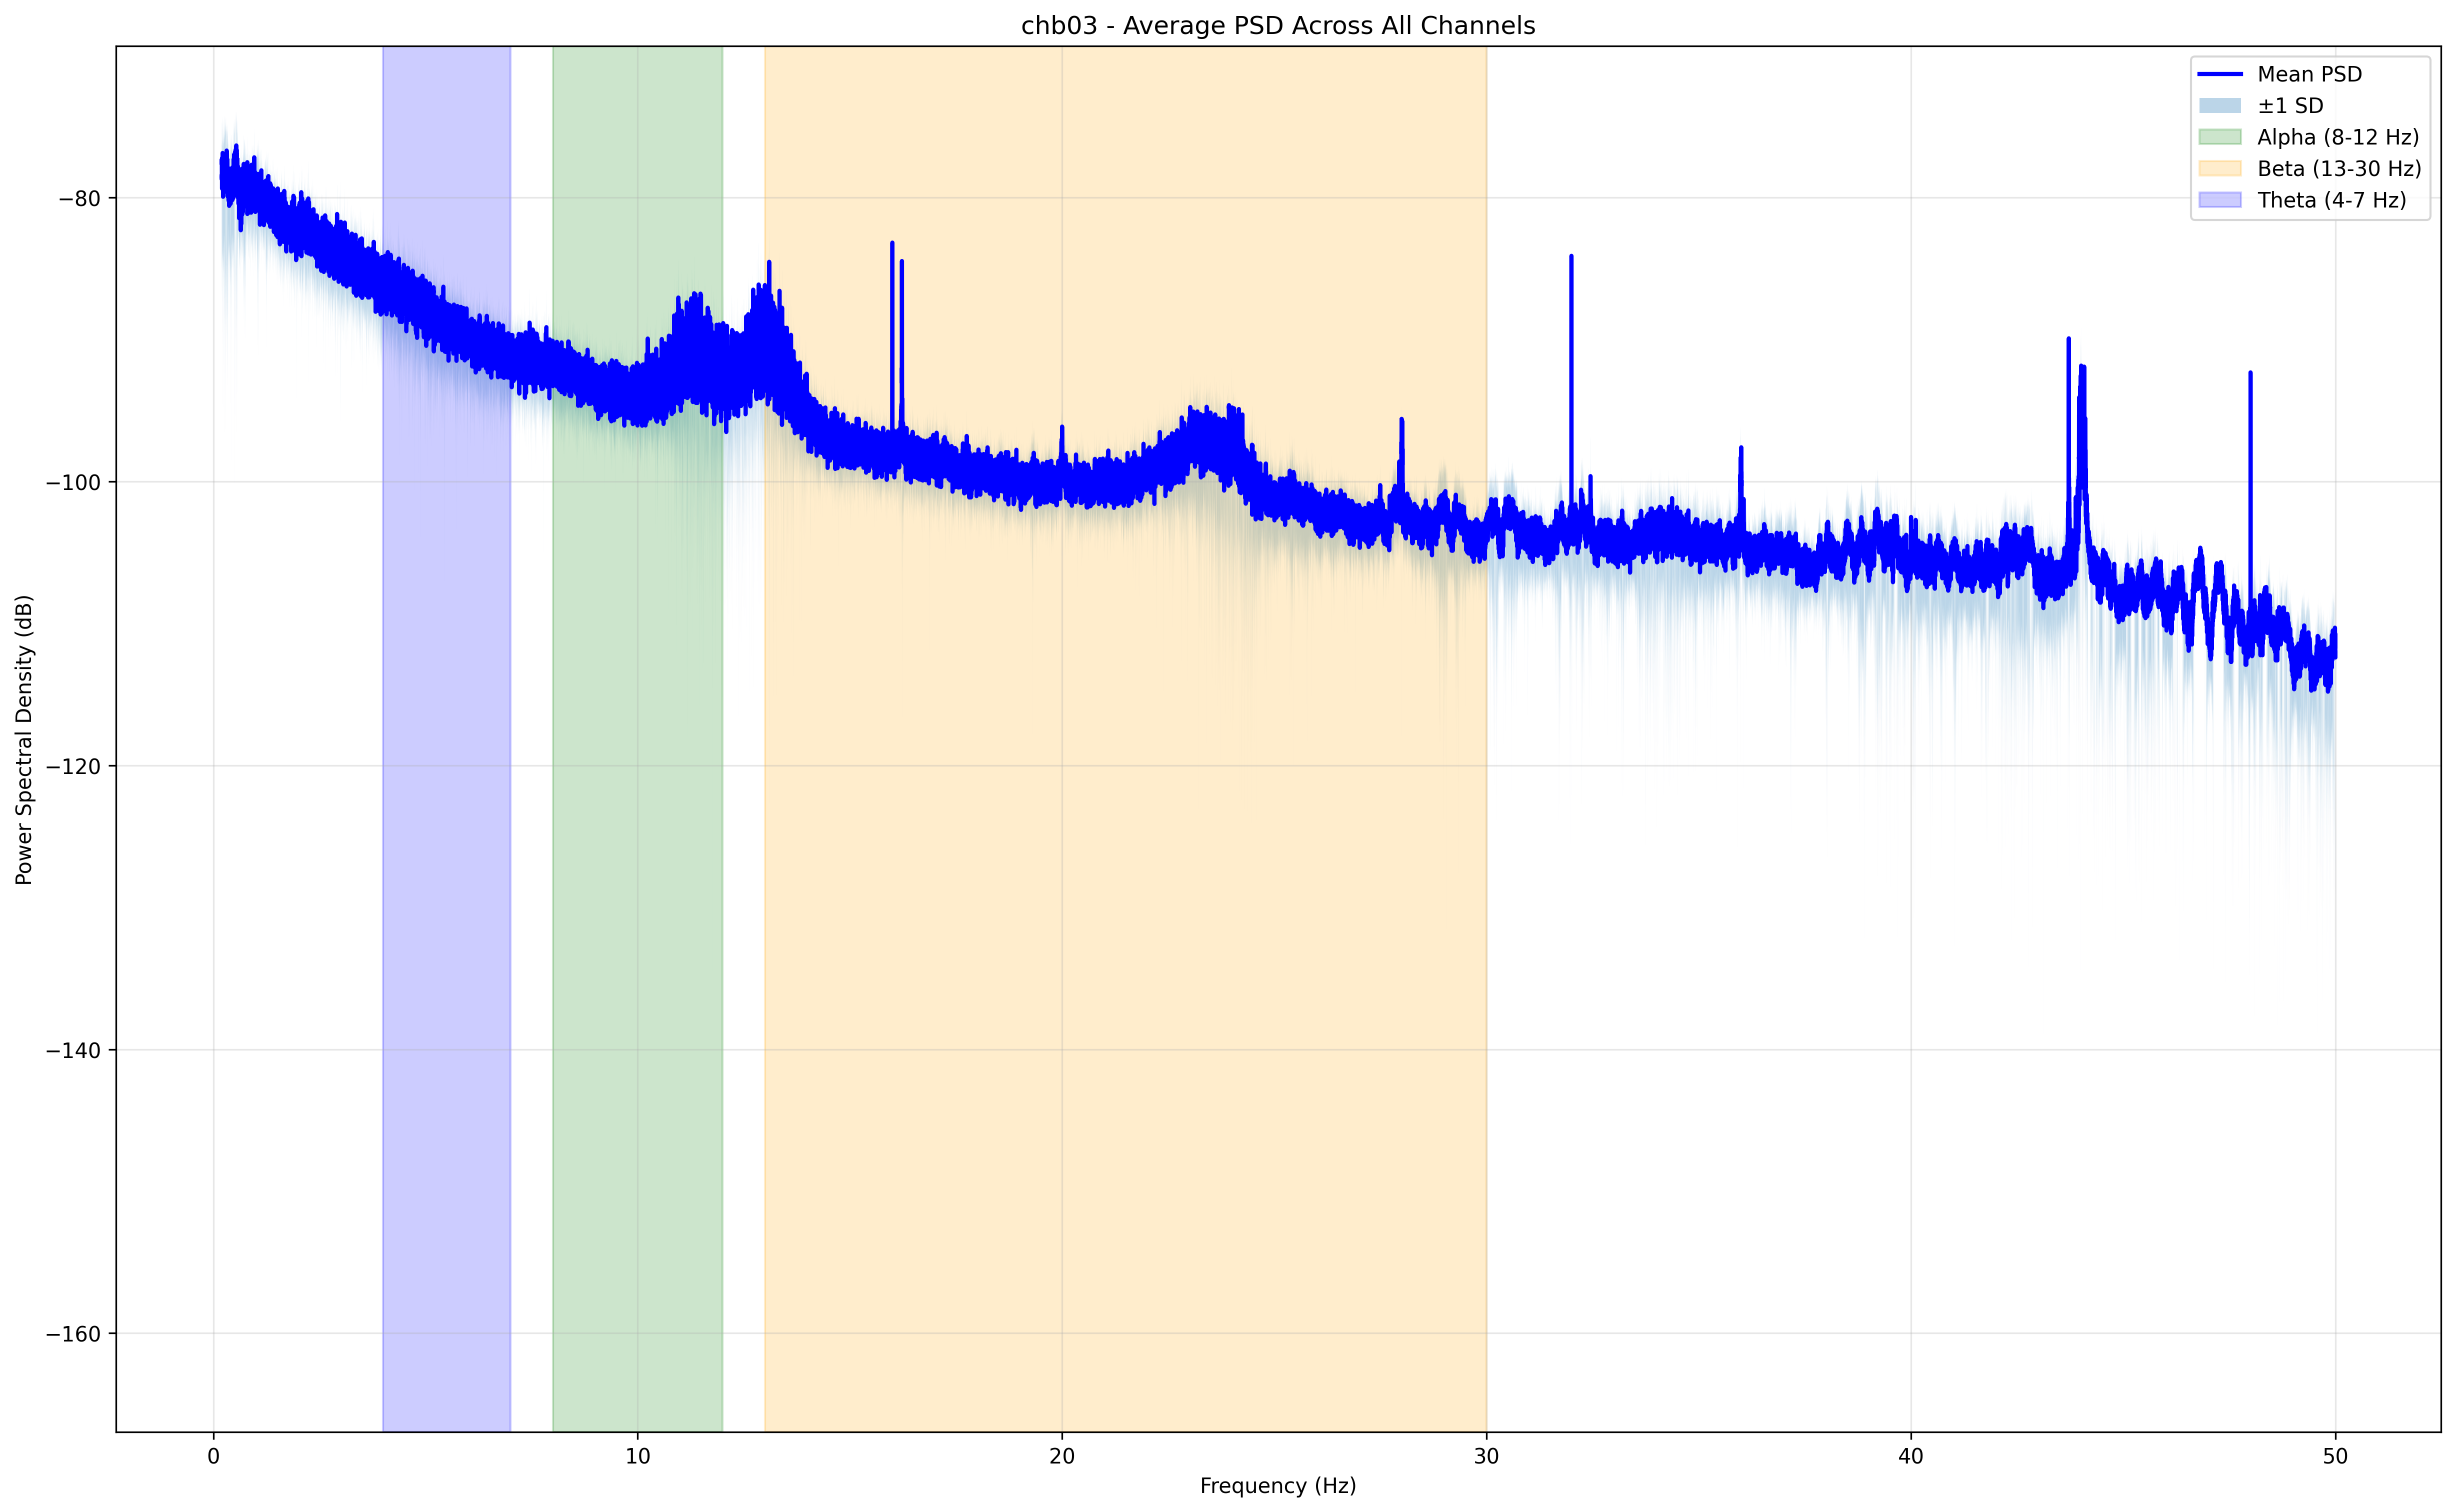 chb03 - Average PSD Across All Channels
Mean PSD
±1 SD
Alpha (8-12 Hz)
Beta (13-30 Hz)
Theta (4-7 Hz)
Power Spectral Density (dB)
−80
−100
−120
−140
−160
0 10 20 30 40 50
Frequency (Hz)